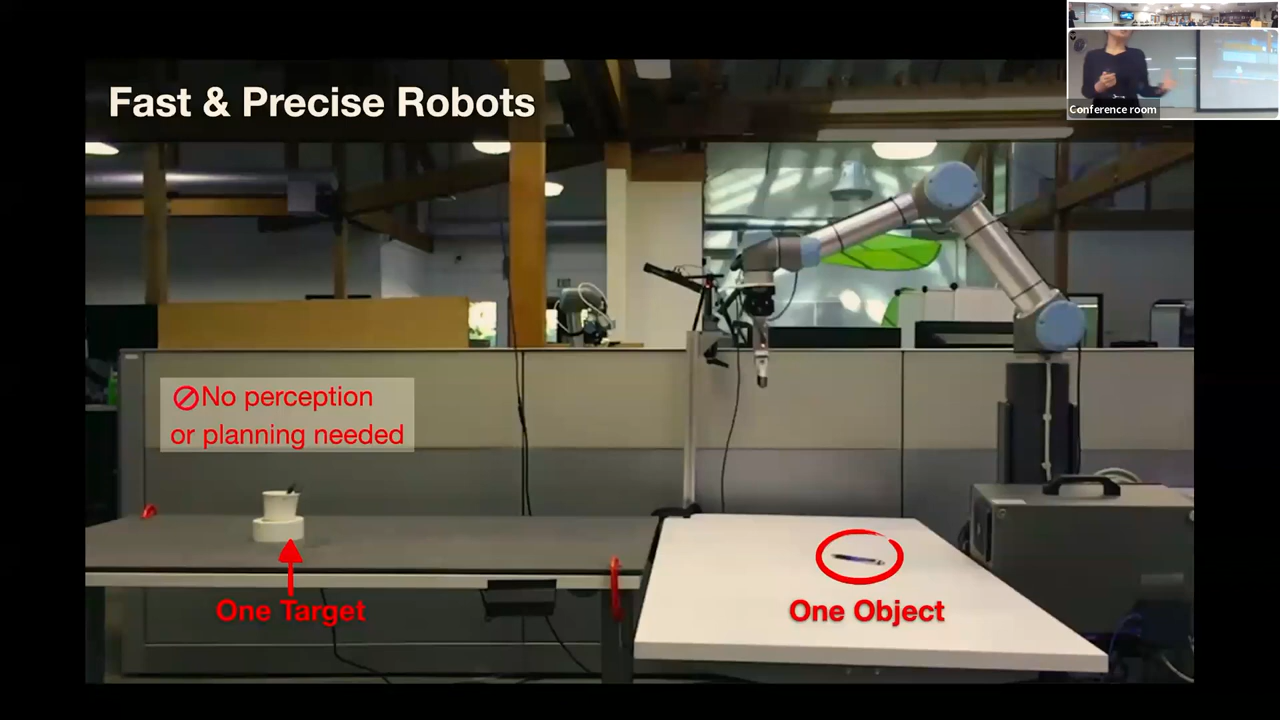 Fast & Precise Robots
Conference room
No perception
or planning needed
One Target
One Object